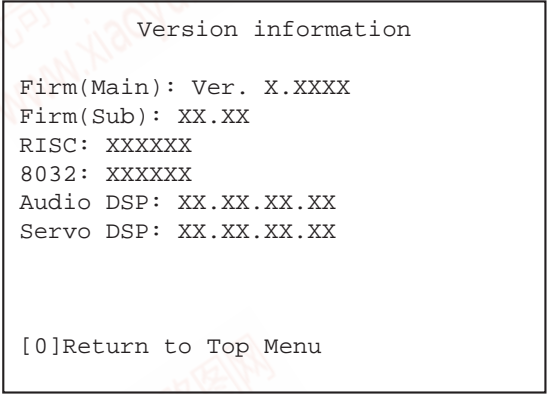 Version information
Firm(Main): Ver. X.XXXX
Firm(Sub): XX.XX
RISC: XXXXXX
8032: XXXXXX
Audio DSP: XX.XX.XX.XX
Servo DSP: XX.XX.XX.XX
[0]Return to Top Menu